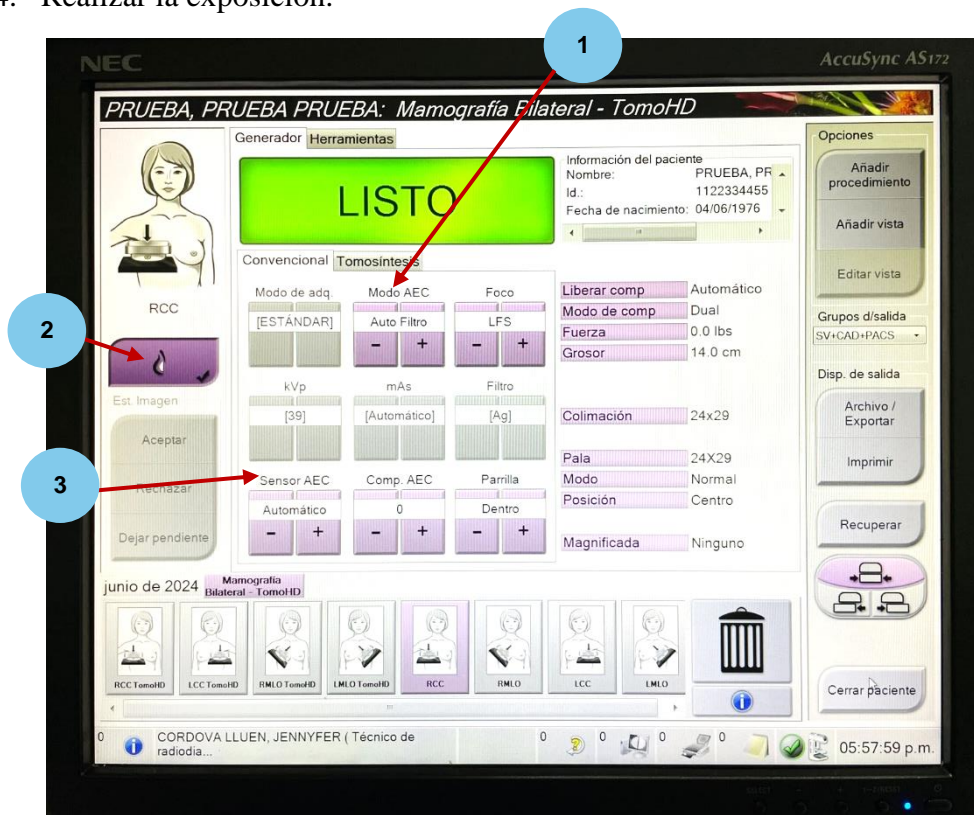 4. Realizar la exposición.
1
NEC
AccuSync AS172
PRUEBA, PRUEBA PRUEBA: Mamografía Bilateral - TomoHD
Generador Herramientas
LISTO
Información del paciente
Nombre: PRUEBA, PR
Id.: 1122334455
Fecha de nacimiento: 04/06/1976
Opciones
Añadir
procedimiento
Añadir vista
Editar vista
RCC
2
Est. Imagen
Aceptar
Rechazar
Dejar pendiente
3
Convencional Tomosíntesis
Modo de adq. Modo AEC Foco
[ESTÁNDAR] Auto Filtro LFS
- + - +
kVp mAs Filtro
[39] [Automático] [Ag]
Sensor AEC Comp. AEC Parrilla
Automático 0 Dentro
- + - + - +
Liberar comp Automático
Modo de comp Dual
Fuerza 0.0 lbs
Grosor 14.0 cm
Colimación 24x29
Pala 24X29
Modo Normal
Posición Centro
Magnificada Ninguno
Grupos d/salida
SV+CAD+PACS
Disp. de salida
Archivo /
Exportar
Imprimir
Recuperar
junio de 2024
Mamografía
Bilateral - TomoHD
RCC TomoHD LCC TomoHD RMLO TomoHD LMLO TomoHD RCC RMLO LCC LMLO
Cerrar paciente
0 CORDOVA LLUEN, JENNYFER ( Técnico de
radiodia...
0 0 0 0
05:57:59 p.m.